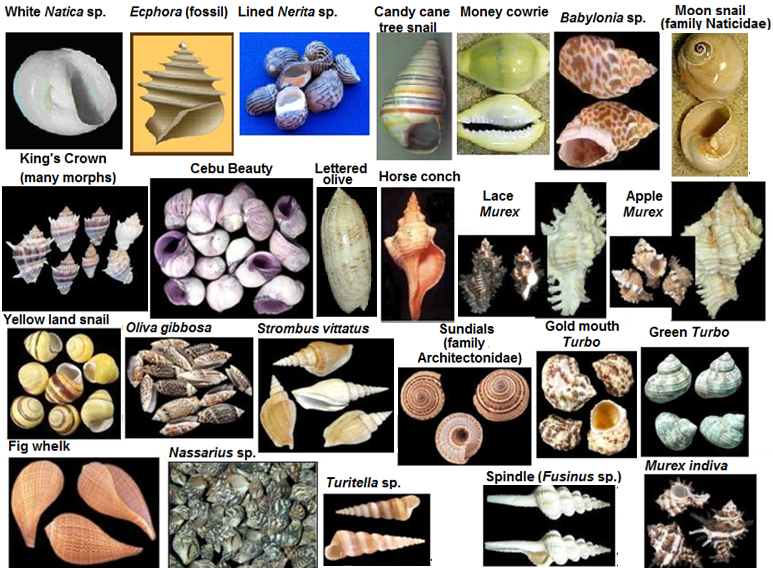 White Natica sp.
Ecphora (fossil)
Lined Nerita sp.
Candy cane
tree snail
Money cowrie
Babylonia sp.
Moon snail
(family Naticidae)
King's Crown
(many morphs)
Cebu Beauty
Lettered
olive
Horse conch
Lace
Murex
Apple
Murex
Yellow land snail
Oliva gibbosa
Strombus vittatus
Sundials
(family
Architectonidae)
Gold mouth
Turbo
Green Turbo
Fig whelk
Nassarius sp.
Turitella sp.
Spindle (Fusinus sp.)
Murex indiva